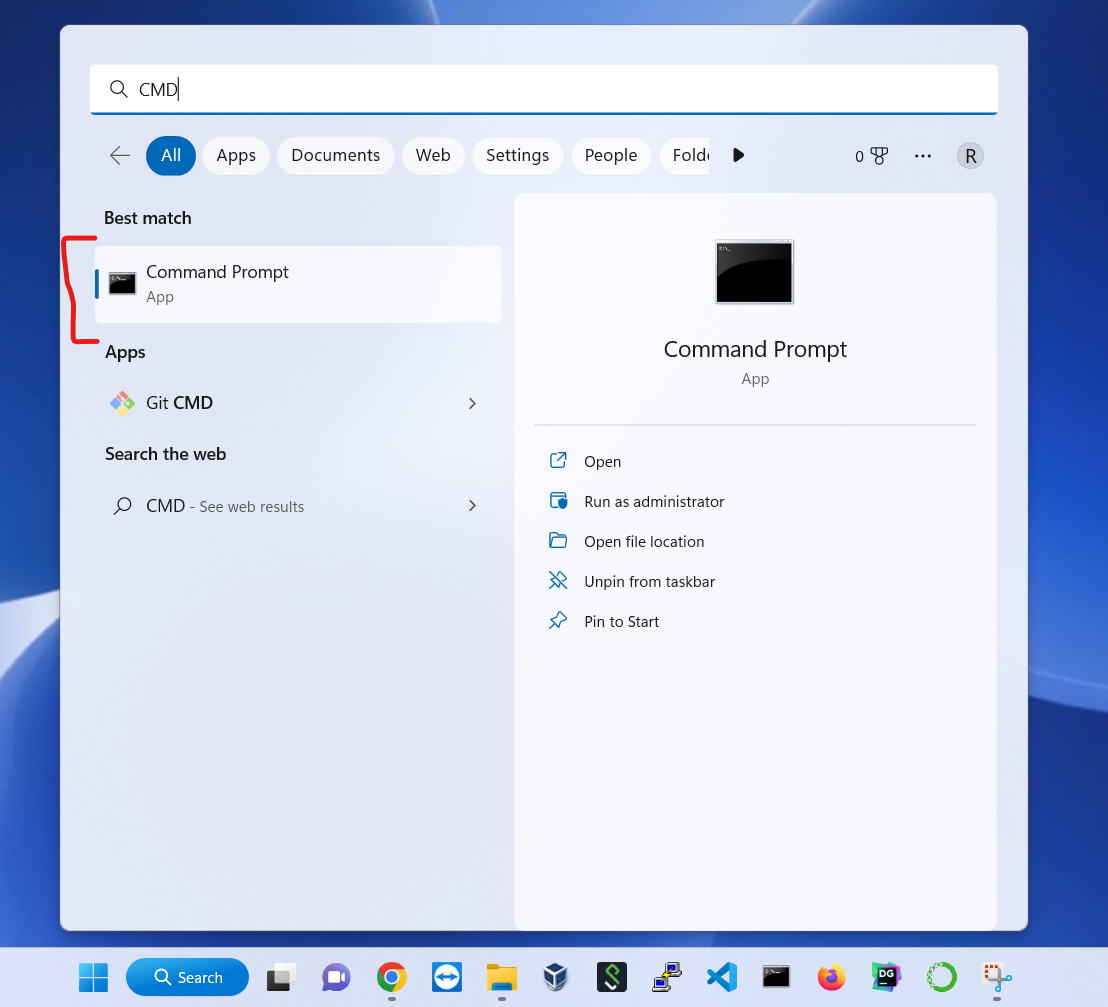 CMD
All
Apps
Documents
Web
Settings
People
Folde
0
R
Best match
Command Prompt
App
Apps
Git CMD
Search the web
CMD - See web results
Command Prompt
App
Open
Run as administrator
Open file location
Unpin from taskbar
Pin to Start
Search
DG